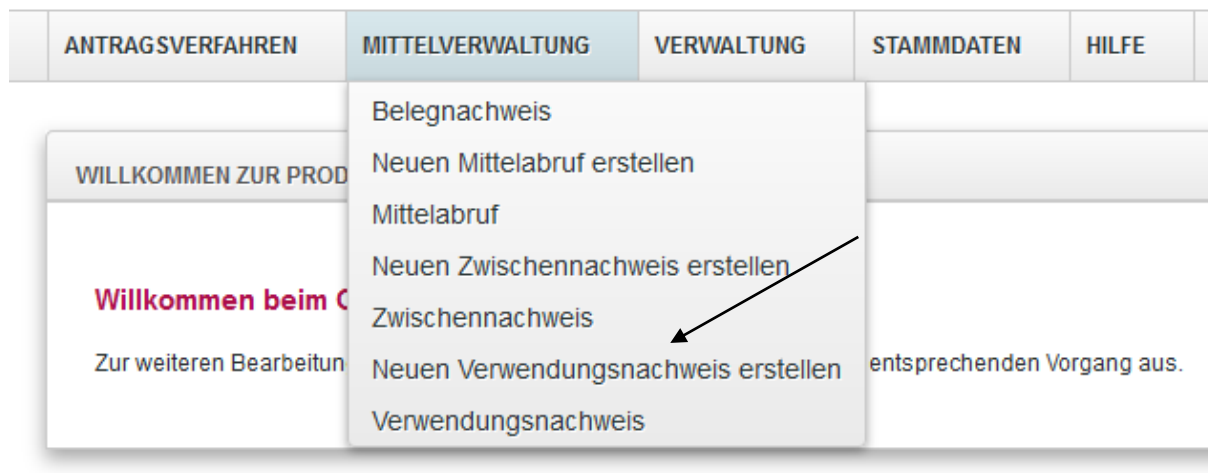 ANTRAGSVERFAHREN MITTELVERWALTUNG VERWALTUNG STAMMDATEN HILFE
Belegnachweis
Neuen Mittelabruf erstellen
WILLKOMMEN ZUR PROD
Mittelabruf
Neuen Zwischennachweis erstellen
Willkommen beim
Zwischennachweis
Zur weiteren Bearbeitun
Neuen Verwendungsnachweis erstellen
entsprechenden Vorgang aus.
Verwendungsnachweis